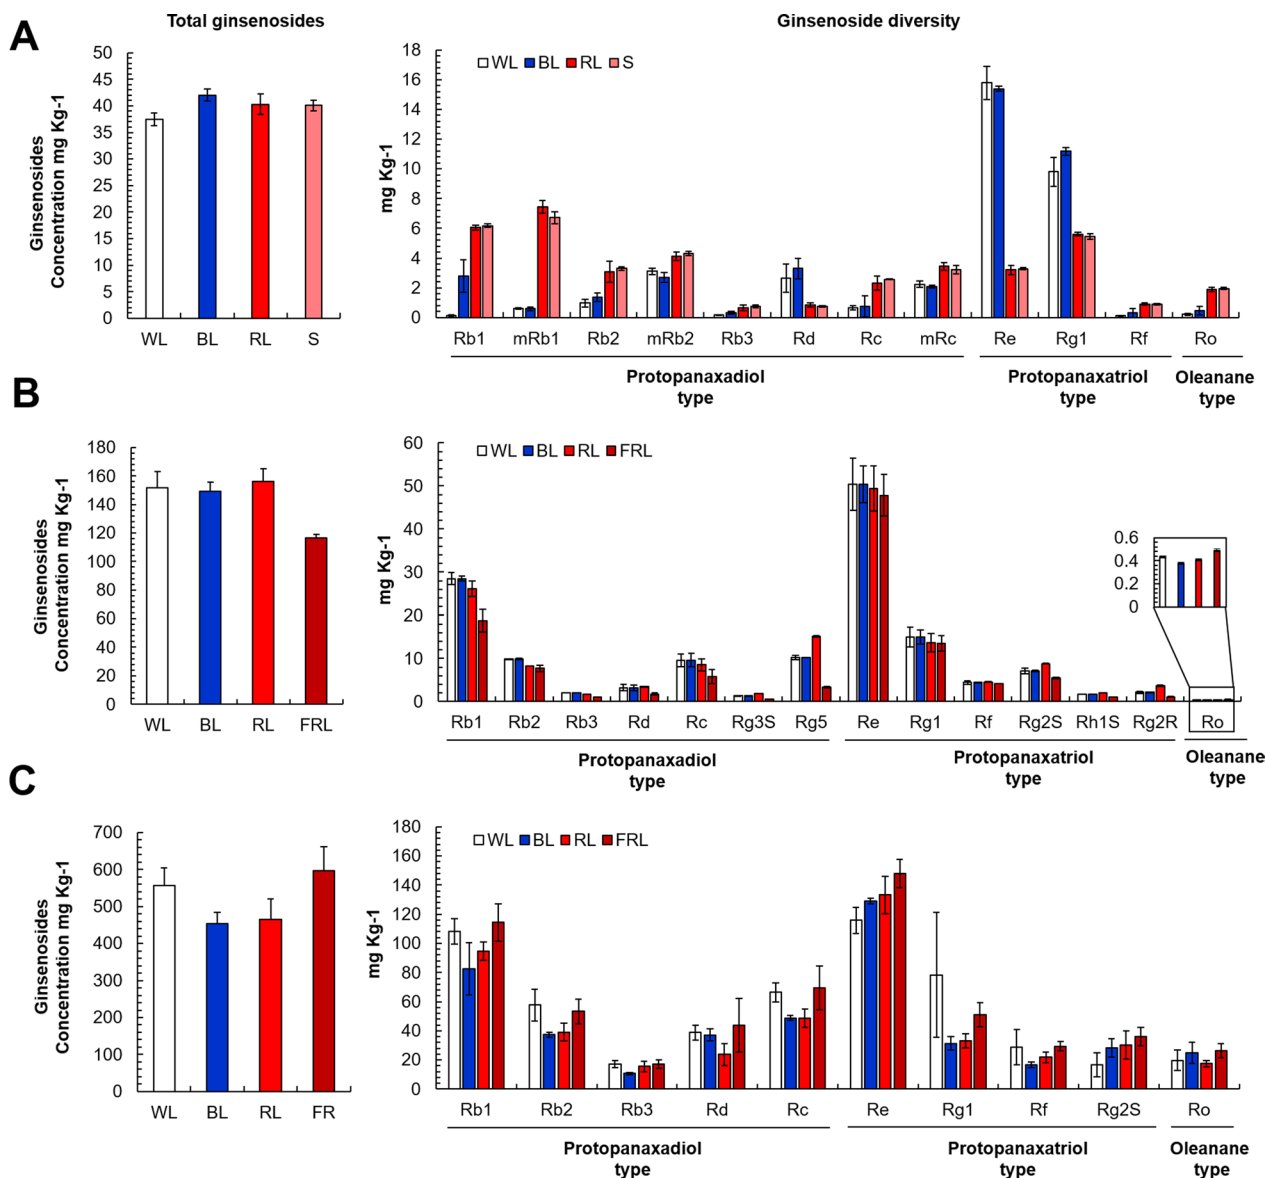 A
Total ginsenosides
Ginsenoside diversity
Ginsenosides
Concentration mg Kg-1
50
45
40
35
30
25
20
15
10
5
0
WL BL RL S
mg Kg-1
18
16
14
12
10
8
6
4
2
0
WL BL RL S
Rb1 mRb1 Rb2 mRb2 Rb3 Rd Rc mRc Re Rg1 Rf Ro
Protopanaxadiol
type
Protopanaxatriol
type
Oleanane
type
B
Ginsenosides
Concentration mg Kg-1
180
160
140
120
100
80
60
40
20
0
WL BL RL FRL
mg Kg-1
60
50
40
30
20
10
0
WL BL RL FRL
0.6
0.4
0.2
0
Rb1 Rb2 Rb3 Rd Rc Rg3S Rg5 Re Rg1 Rf Rg2S Rh1S Rg2R Ro
Protopanaxadiol
type
Protopanaxatriol
type
Oleanane
type
C
Ginsenosides
Concentration mg Kg-1
700
600
500
400
300
200
100
0
WL BL RL FR
mg Kg-1
180
160
140
120
100
80
60
40
20
0
WL BL RL FRL
Rb1 Rb2 Rb3 Rd Rc Re Rg1 Rf Rg2S Ro
Protopanaxadiol
type
Protopanaxatriol
type
Oleanane
type